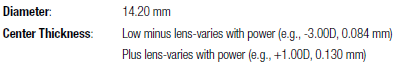 Diameter: 14.20 mm
Center Thickness: Low minus lens-varies with power (e.g., -3.00D, 0.084 mm)
Plus lens-varies with power (e.g., +1.00D, 0.130 mm)